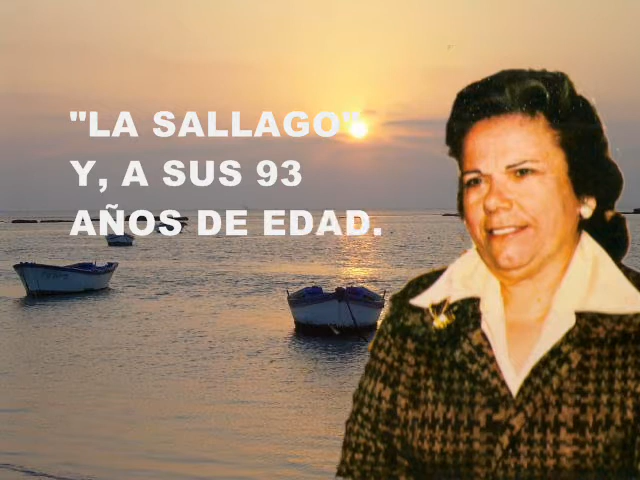 "LA SALLAGO"
Y, A SUS 93
AÑOS DE EDAD.